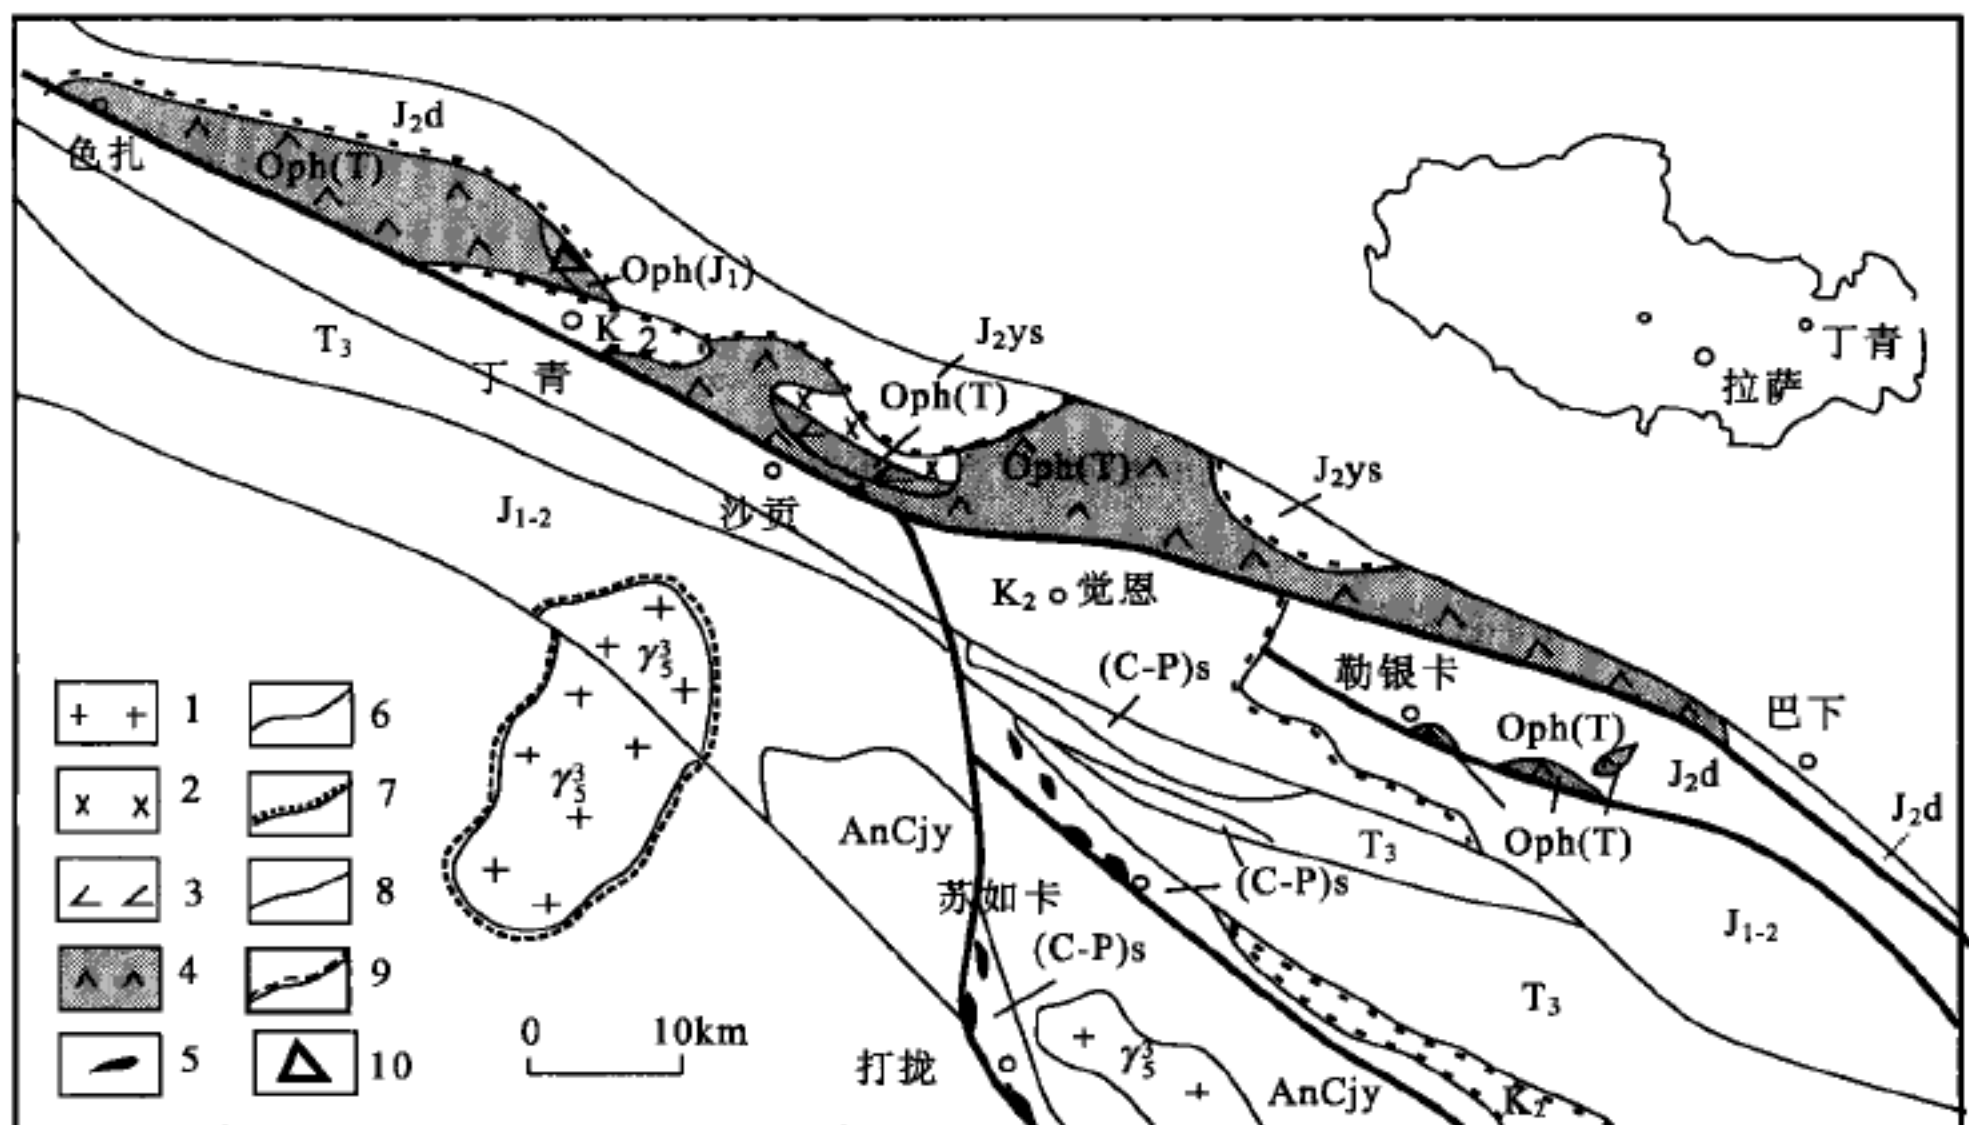 J₂d
色扎
Oph(T)
Oph(J₁)
K₂
T₃
丁青
J₂ys
Oph(T)
丁青
拉萨
Oph(T)
J₂ys
沙贡
J₁₋₂
K₂
觉恩
(C-P)s
勒银卡
巴下
Oph(T)
J₂d
J₂d
γ₅³
γ₅³
AnCjy
T₃
Oph(T)
苏如卡
(C-P)s
(C-P)s
J₁₋₂
T₃
打拢
γ₅³
AnCjy
K₂
1
6
2
7
3
8
4
9
5
10
0
10km